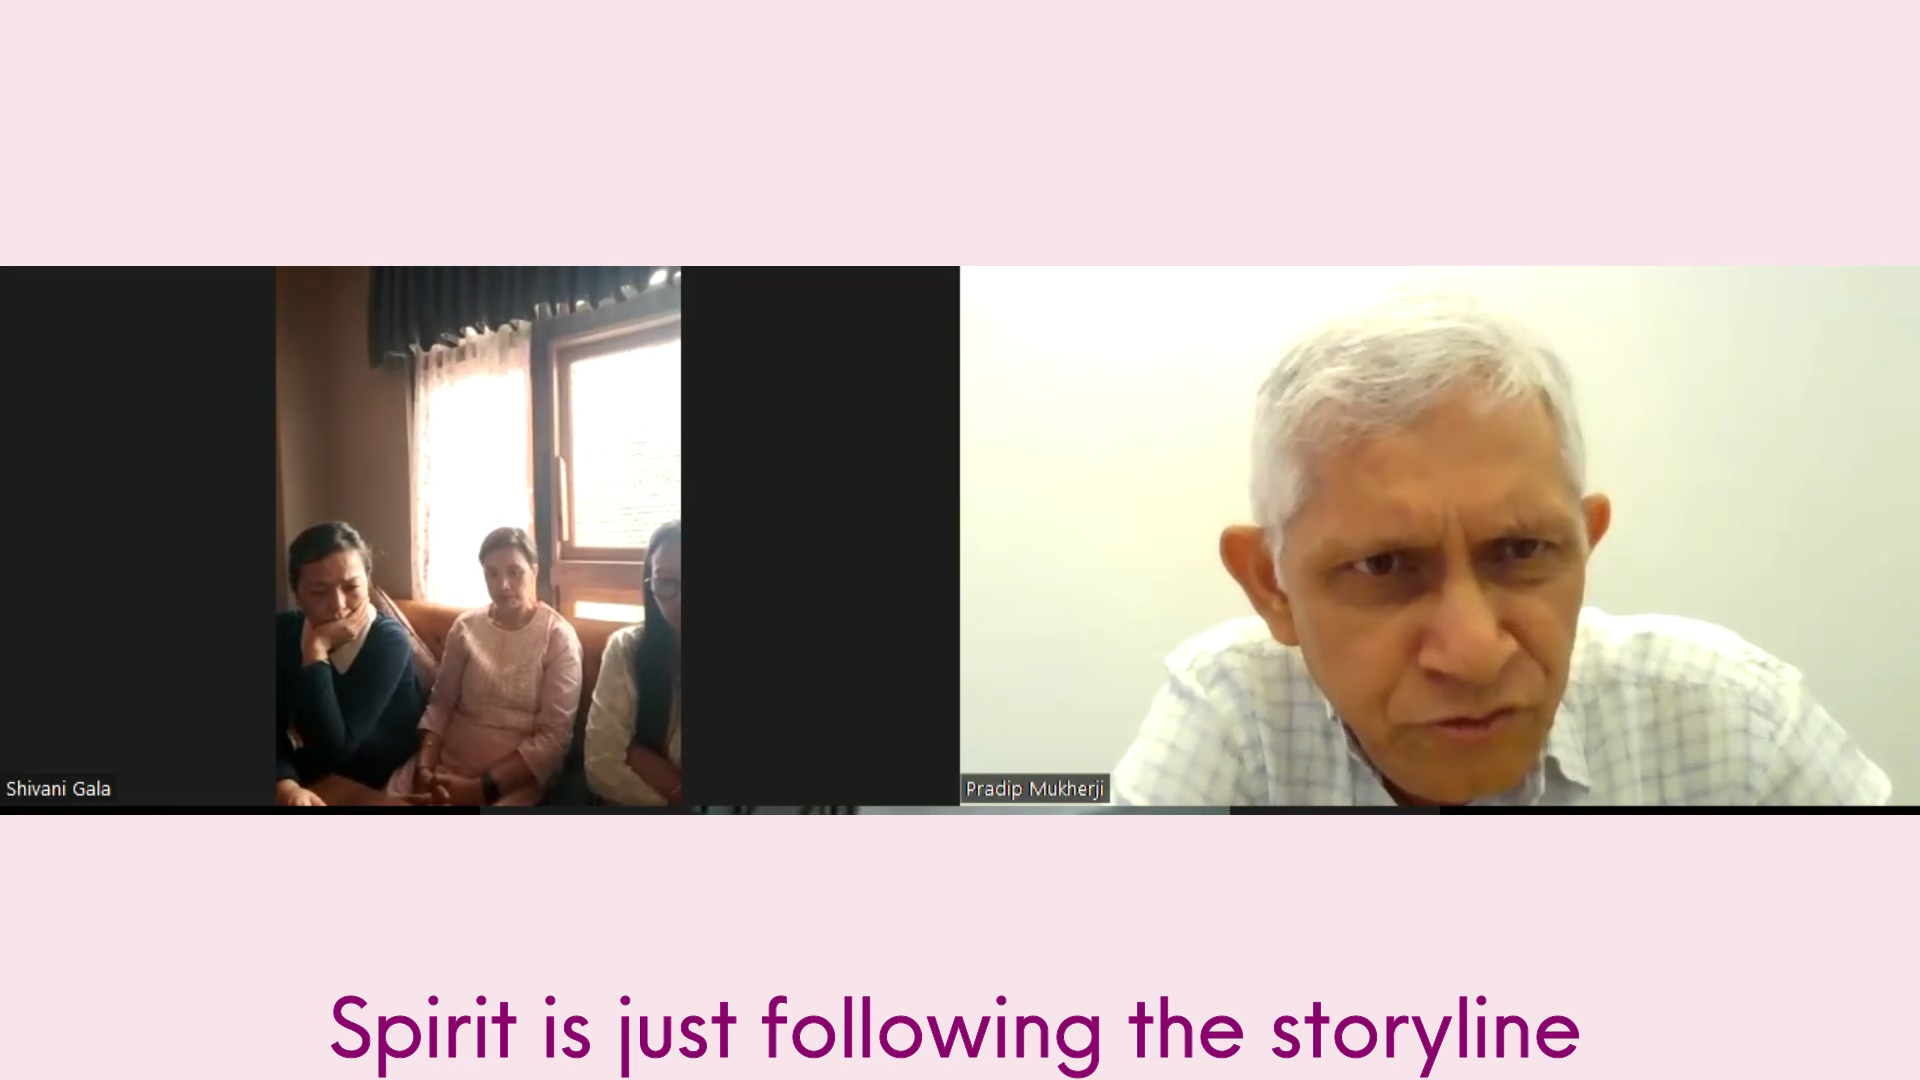 Shivani Gala
Pradip Mukherji
Spirit is just following the storyline